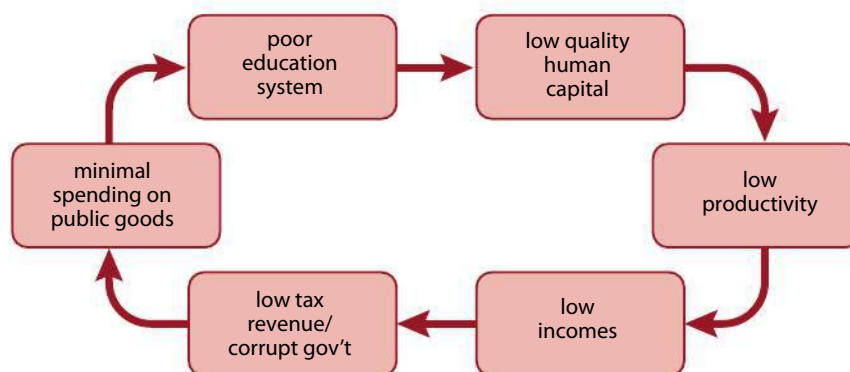 poor
education
system
low quality
human
capital
minimal
spending on
public goods
low
productivity
low tax
revenue/
corrupt gov't
low
incomes